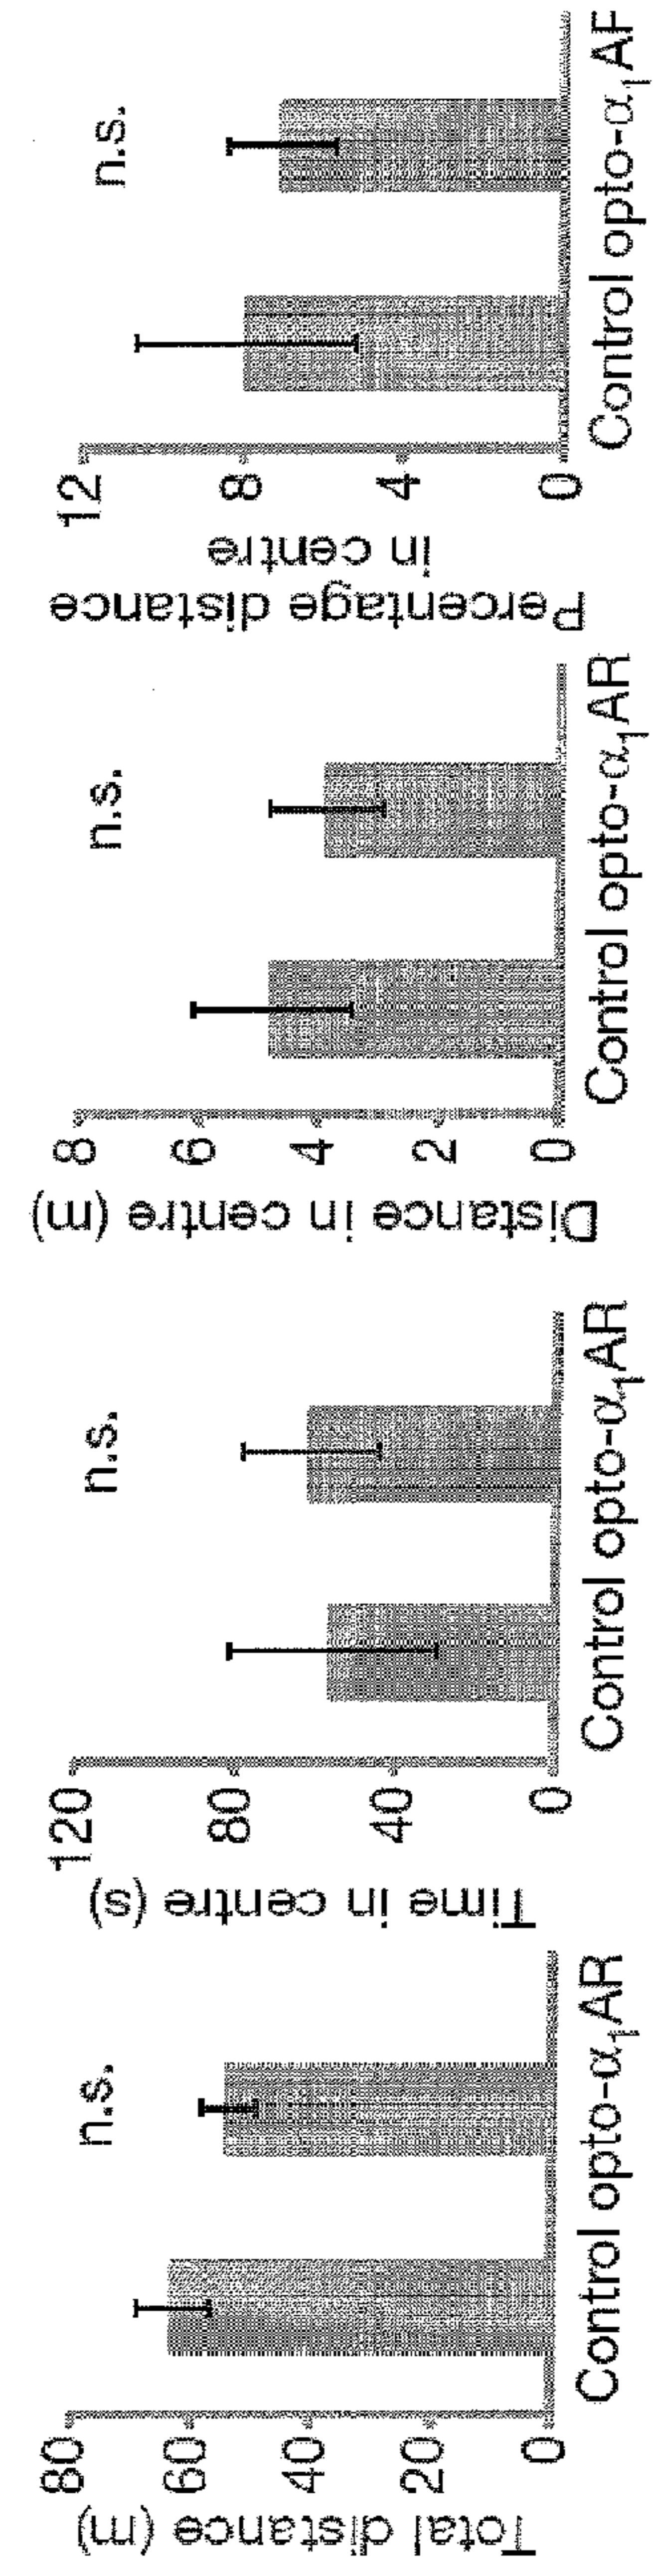 Total distance (m)
80
60
40
20
0
n.s.
Control opto-α1AR
Time in centre (s)
120
80
40
0
n.s.
Control opto-α1AR
Distance in centre (m)
8
6
4
2
0
n.s.
Control opto-α1AR
Percentage distance
in centre
12
8
4
0
n.s.
Control opto-α1AF